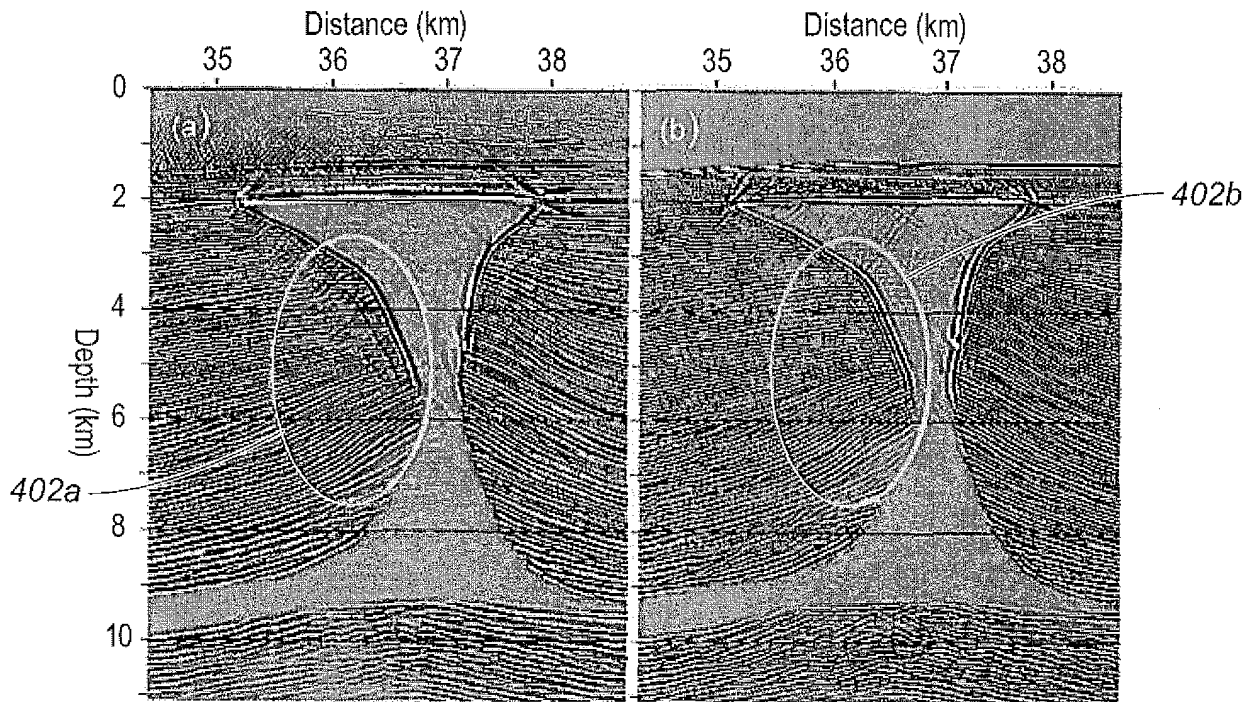 Distance (km)
35 36 37 38
Distance (km)
35 36 37 38
0
2
4
6
8
10
Depth (km)
(a)
(b)
402b
402a